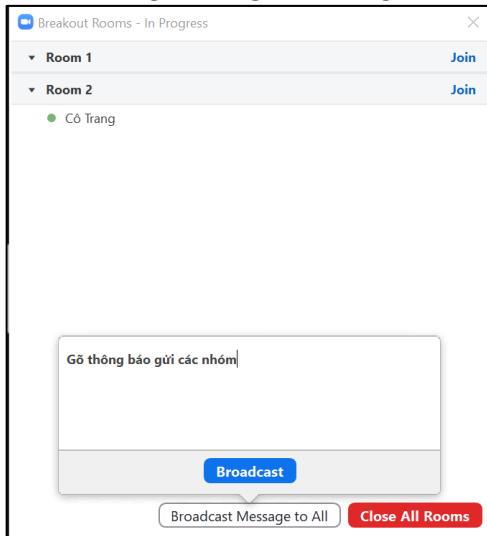 Breakout Rooms - In Progress
Room 1 Join
Room 2 Join
Cô Trang
Gõ thông báo gửi các nhóm
Broadcast
Broadcast Message to All Close All Rooms